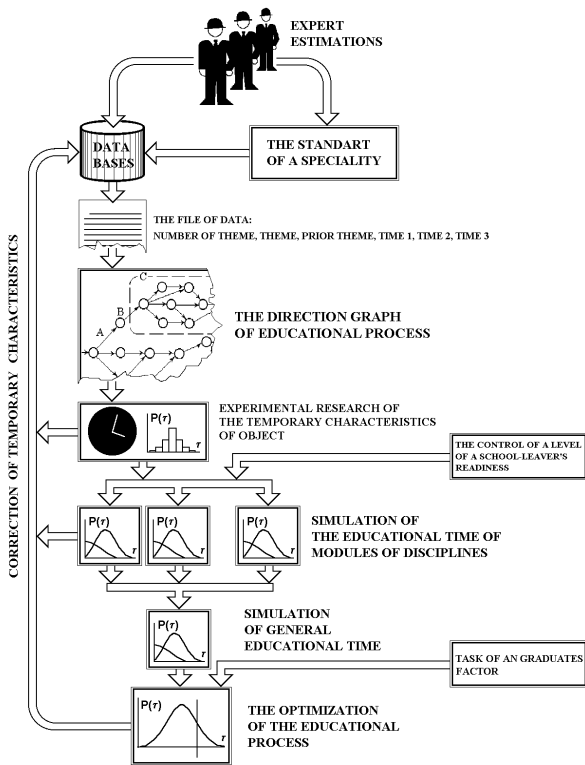 EXPERT
ESTIMATIONS
DATA
BASES
THE STANDART
OF A SPECIALITY
THE FILE OF DATA:
NUMBER OF THEME, THEME, PRIOR THEME, TIME 1, TIME 2, TIME 3
C
B
A
THE DIRECTION GRAPH
OF EDUCATIONAL PROCESS
CORRECTION OF TEMPORARY CHARACTERISTICS
P(τ)
τ
EXPERIMENTAL RESEARCH OF
THE TEMPORARY CHARACTERISTICS
OF OBJECT
THE CONTROL OF A LEVEL
OF A SCHOOL-LEAVER'S
READINESS
P(τ)
τ
P(τ)
τ
P(τ)
τ
SIMULATION OF
THE EDUCATIONAL TIME OF
MODULES OF DISCIPLINES
P(τ)
τ
SIMULATION
OF GENERAL
EDUCATIONAL TIME
TASK OF AN GRADUATES
FACTOR
P(τ)
τ
THE OPTIMIZATION
OF THE EDUCATIONAL
PROCESS